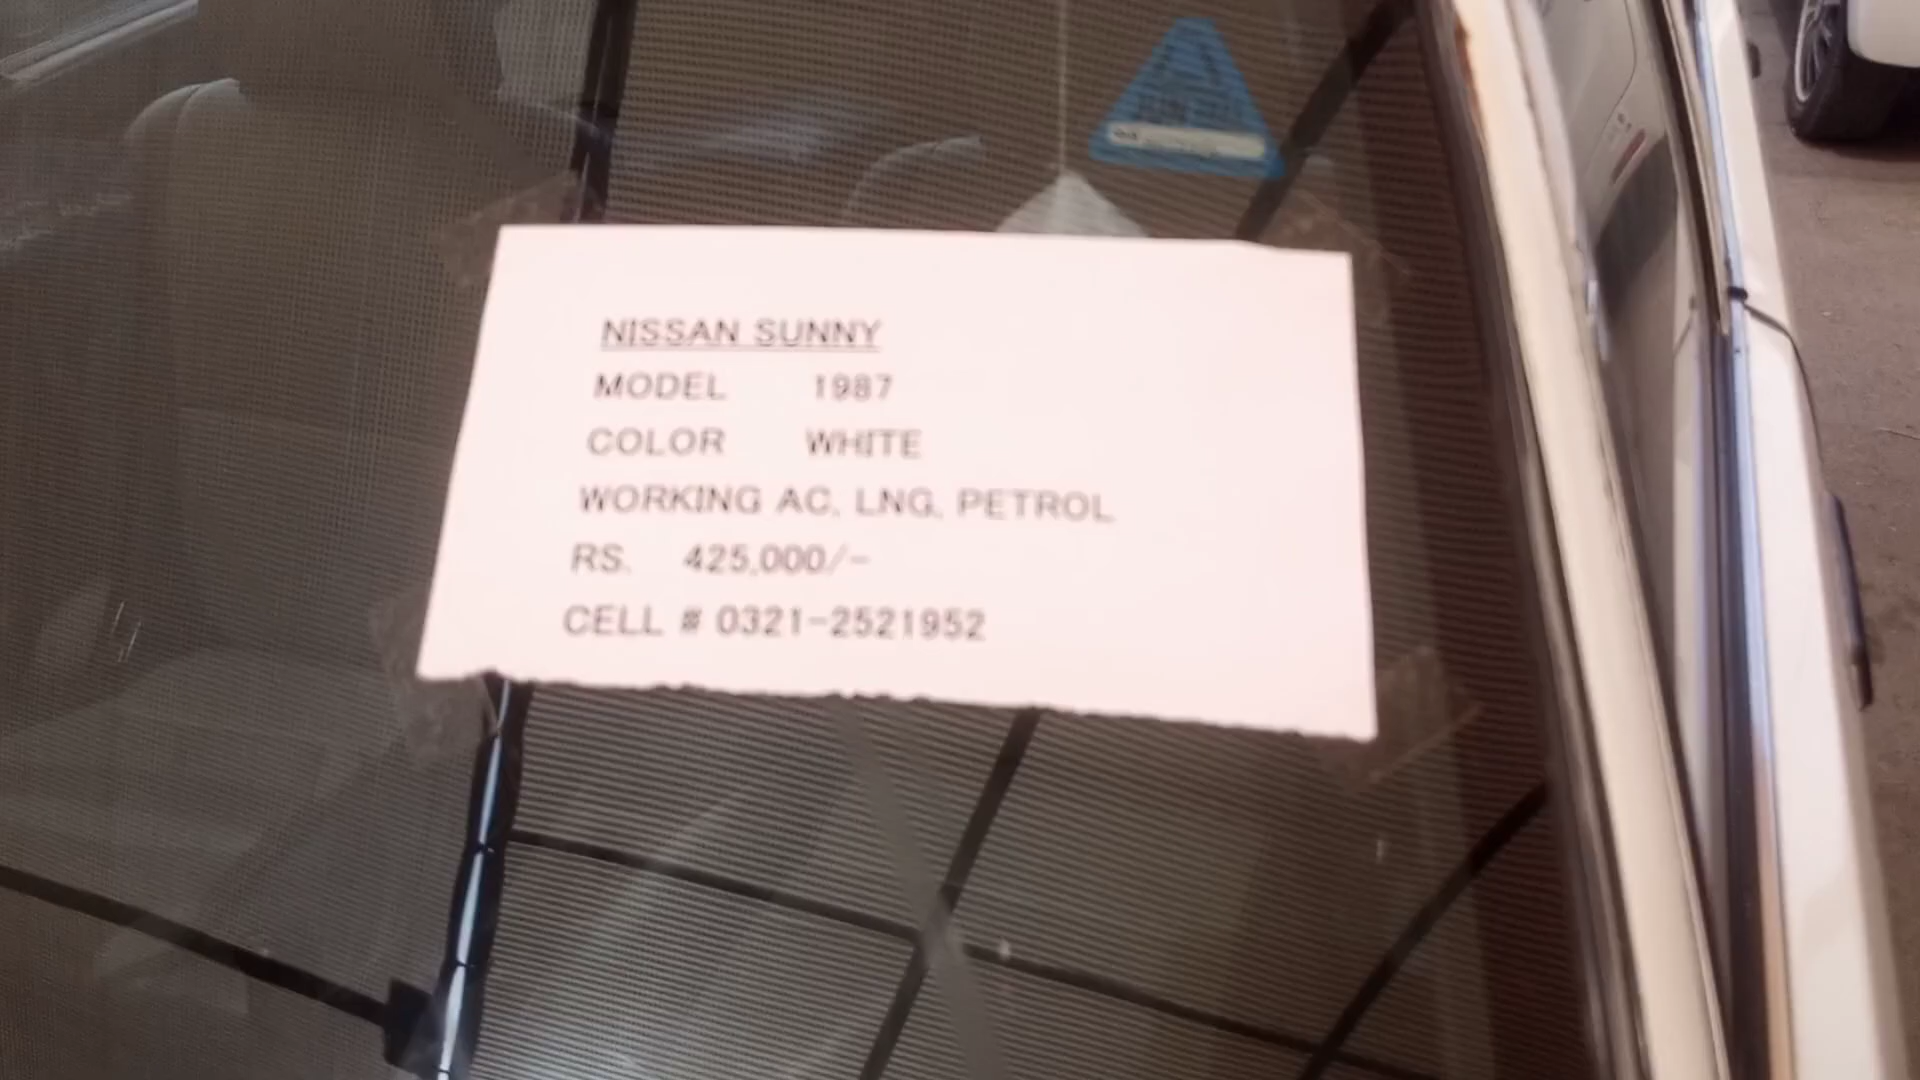 NISSAN SUNNY
MODEL 1987
COLOR WHITE
WORKING AC, LNG, PETROL
RS. 425,000/-
CELL # 0321-2521952